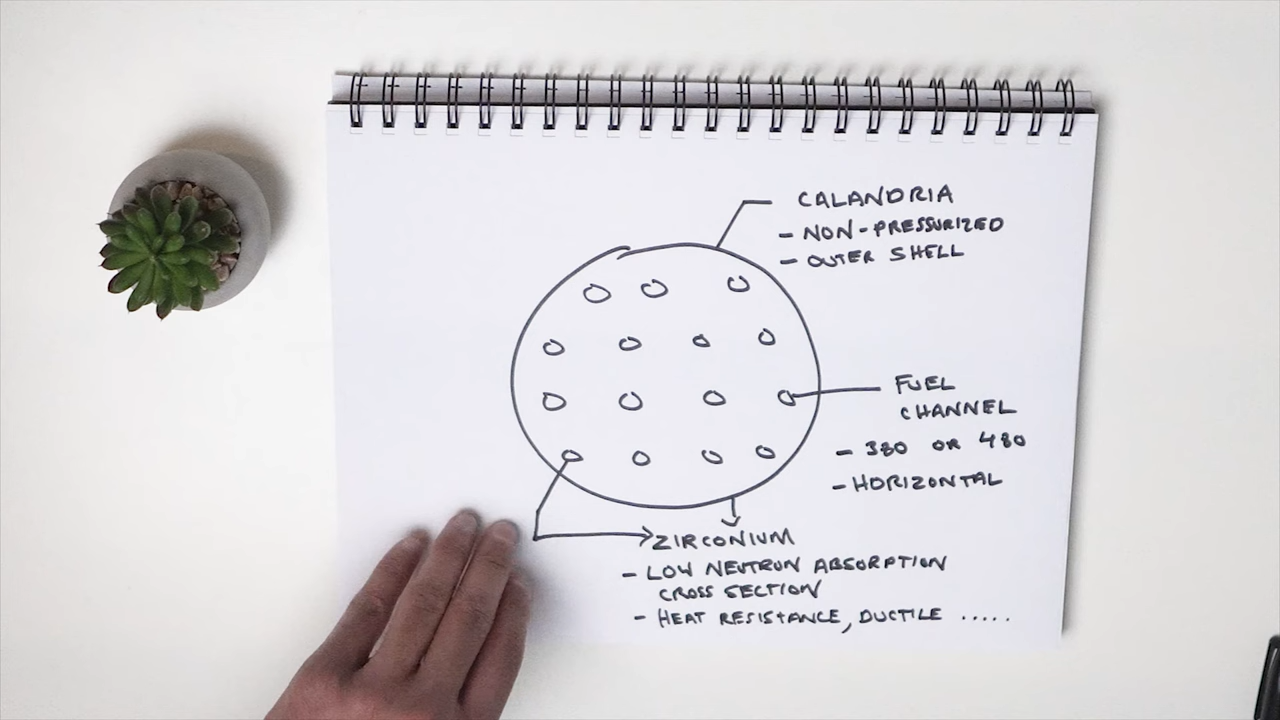 CALANDRIA
- NON-PRESSURIZED
- OUTER SHELL
FUEL
CHANNEL
- 380 OR 480
- HORIZONTAL
ZIRCONIUM
- LOW NEUTRON ABSORPTION
CROSS SECTION
- HEAT RESISTANCE, DUCTILE .....